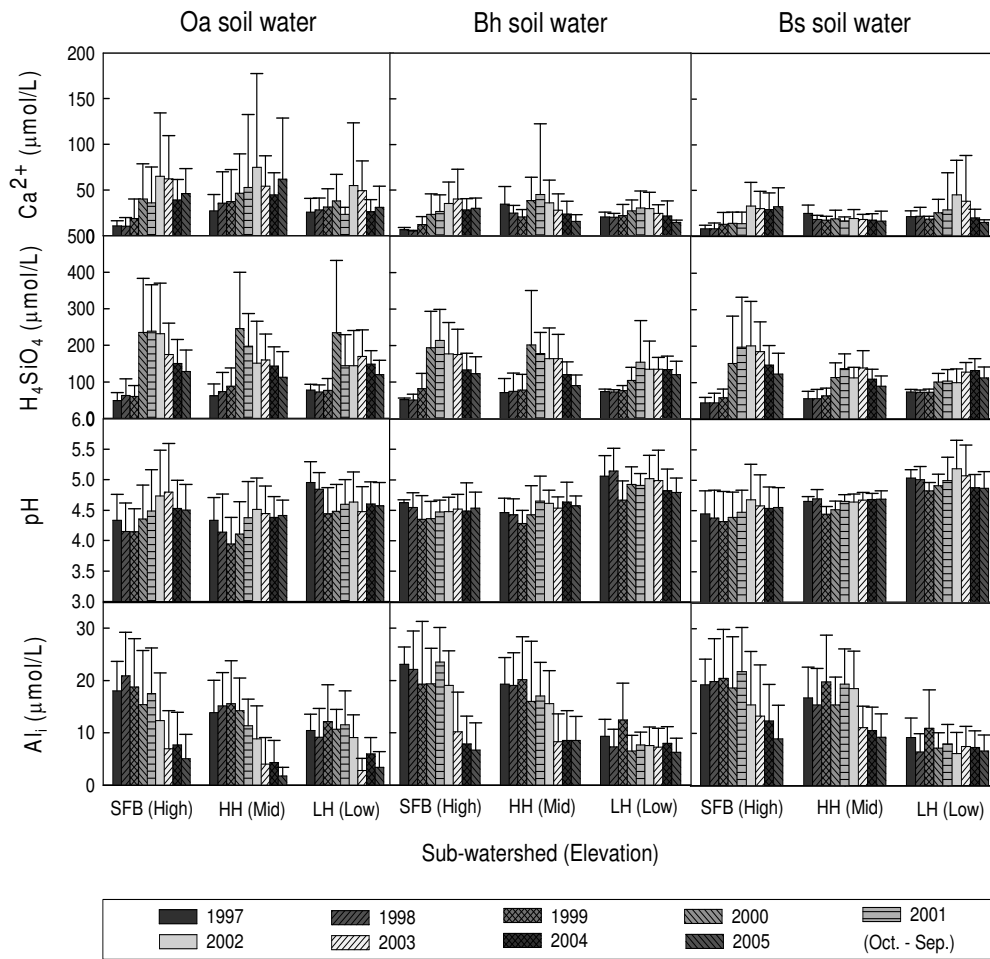 Oa soil water Bh soil water Bs soil water
Ca2+ (μmol/L)
200
150
100
50
H4SiO4 (μmol/L)
500
400
300
200
100
pH
6.0
5.5
5.0
4.5
4.0
3.5
3.0
Ali (μmol/L)
30
20
10
0
SFB (High) HH (Mid) LH (Low) SFB (High) HH (Mid) LH (Low) SFB (High) HH (Mid) LH (Low)
Sub-watershed (Elevation)
1997 1998 1999 2000 2001
2002 2003 2004 2005 (Oct. - Sep.)